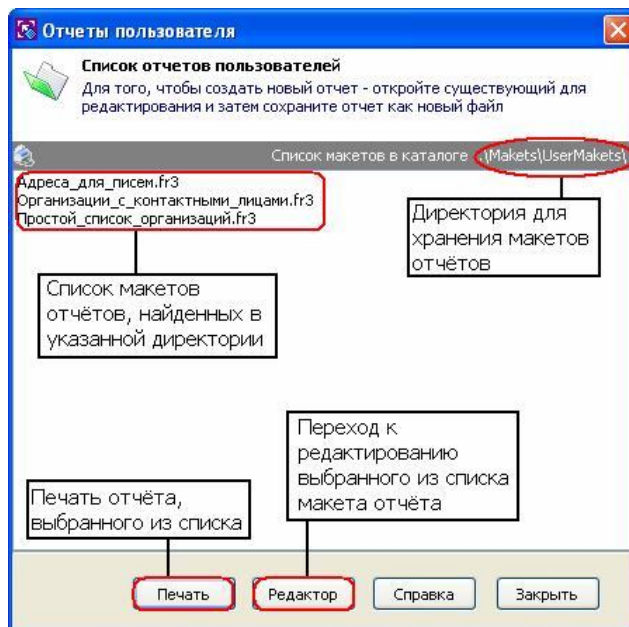 Отчеты пользователя
Список отчетов пользователей
Для того, чтобы создать новый отчет - откройте существующий для
редактирования и затем сохраните отчет как новый файл
Список макетов в каталоге .\Makets\UserMakets\
Адреса_для_писем.fr3
Организации_с_контактными_лицами.fr3
Простой_список_организаций.fr3
Директория для
хранения макетов
отчётов
Список макетов
отчётов, найденных в
указанной директории
Переход к
редактированию
выбранного из списка
макета отчёта
Печать отчёта,
выбранного из списка
Печать
Редактор
Справка
Закрыть